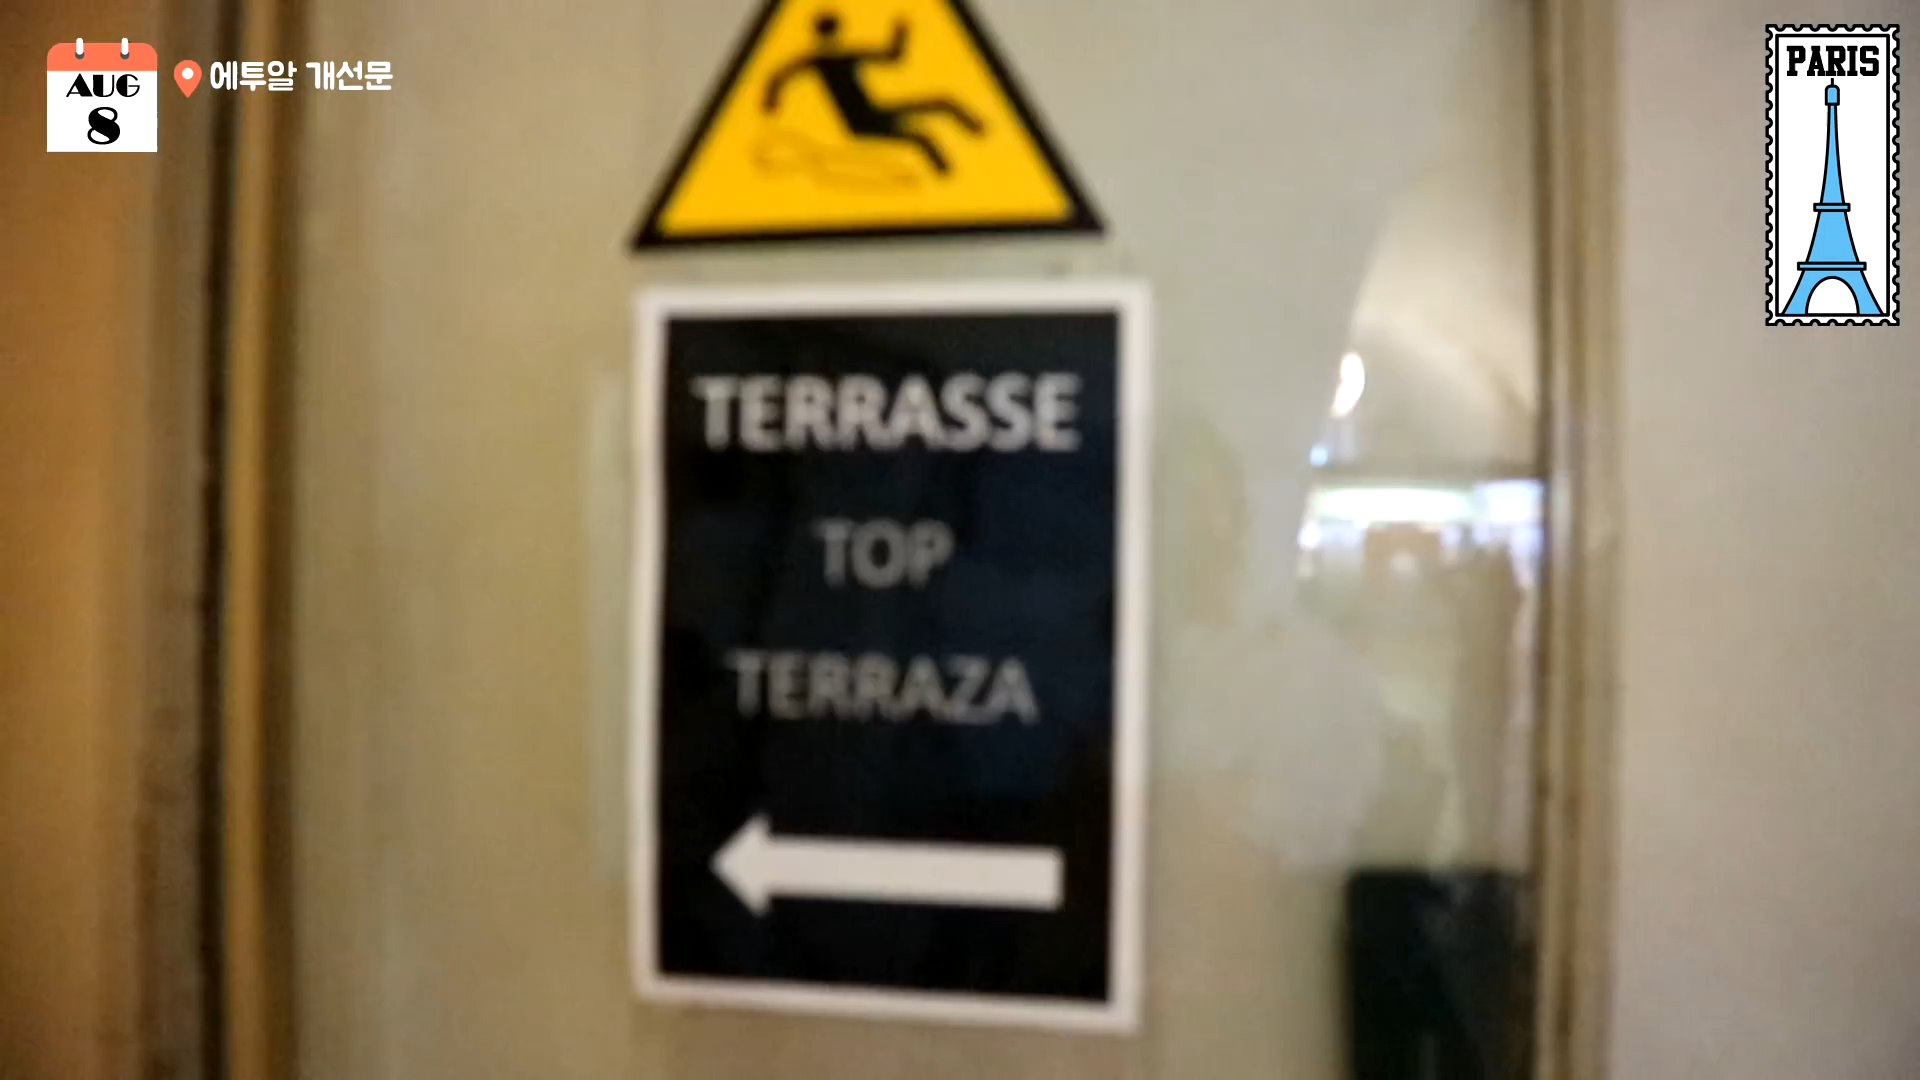 AUG
8
에투알 개선문
PARIS
TERRASSE
TOP
TERRAZA